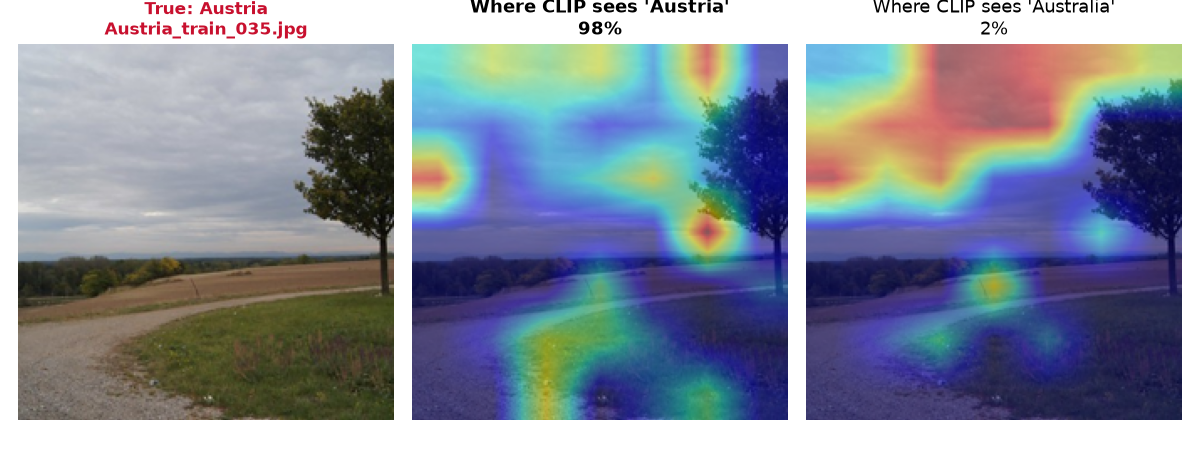 True: Austria
Austria_train_035.jpg
Where CLIP sees 'Austria'
98%
Where CLIP sees 'Australia'
2%